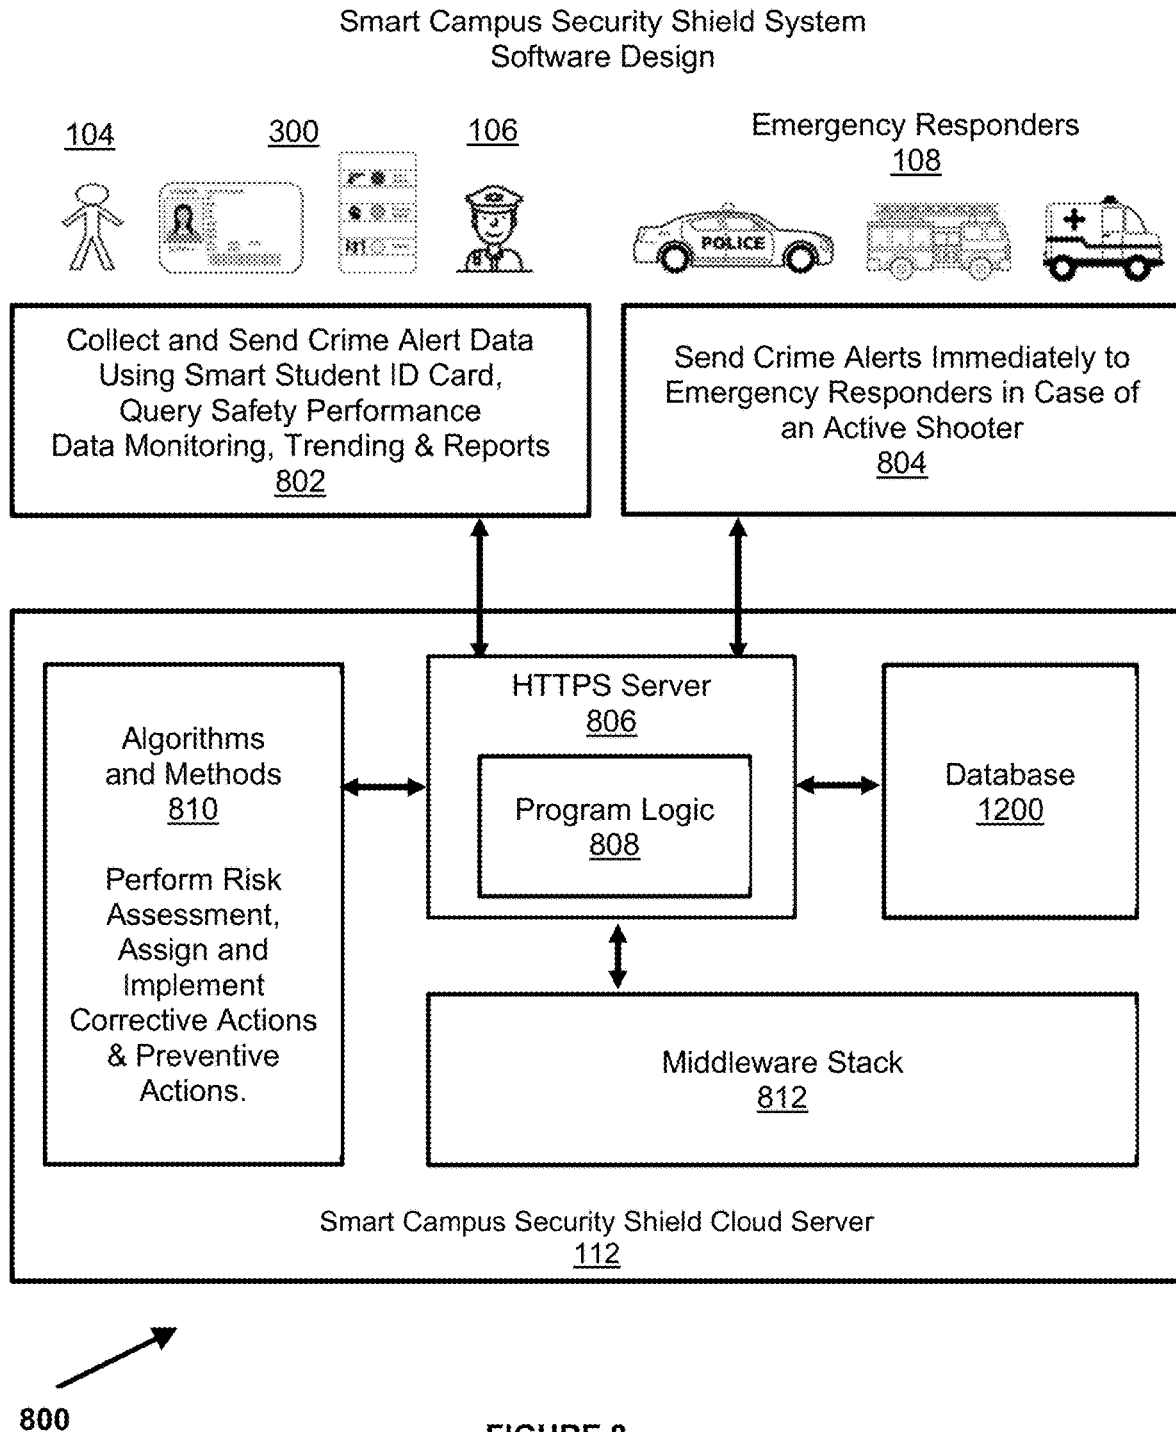 Smart Campus Security Shield System
Software Design
104
300
106
Emergency Responders
108
911
POLICE
Collect and Send Crime Alert Data
Using Smart Student ID Card,
Query Safety Performance
Data Monitoring, Trending & Reports
802
Send Crime Alerts Immediately to
Emergency Responders in Case of
an Active Shooter
804
HTTPS Server
806
Program Logic
808
Algorithms
and Methods
810
Perform Risk
Assessment,
Assign and
Implement
Corrective Actions
& Preventive
Actions.
Database
1200
Middleware Stack
812
Smart Campus Security Shield Cloud Server
112
800
FIGURE 8